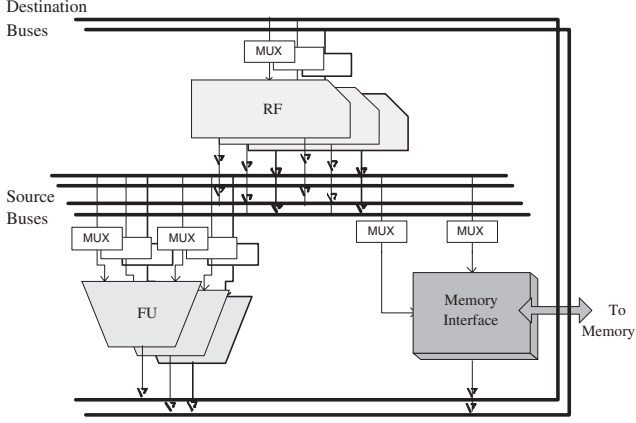 Destination
Buses
MUX
RF
Source
Buses
MUX
MUX
MUX
MUX
FU
Memory
Interface
To
Memory